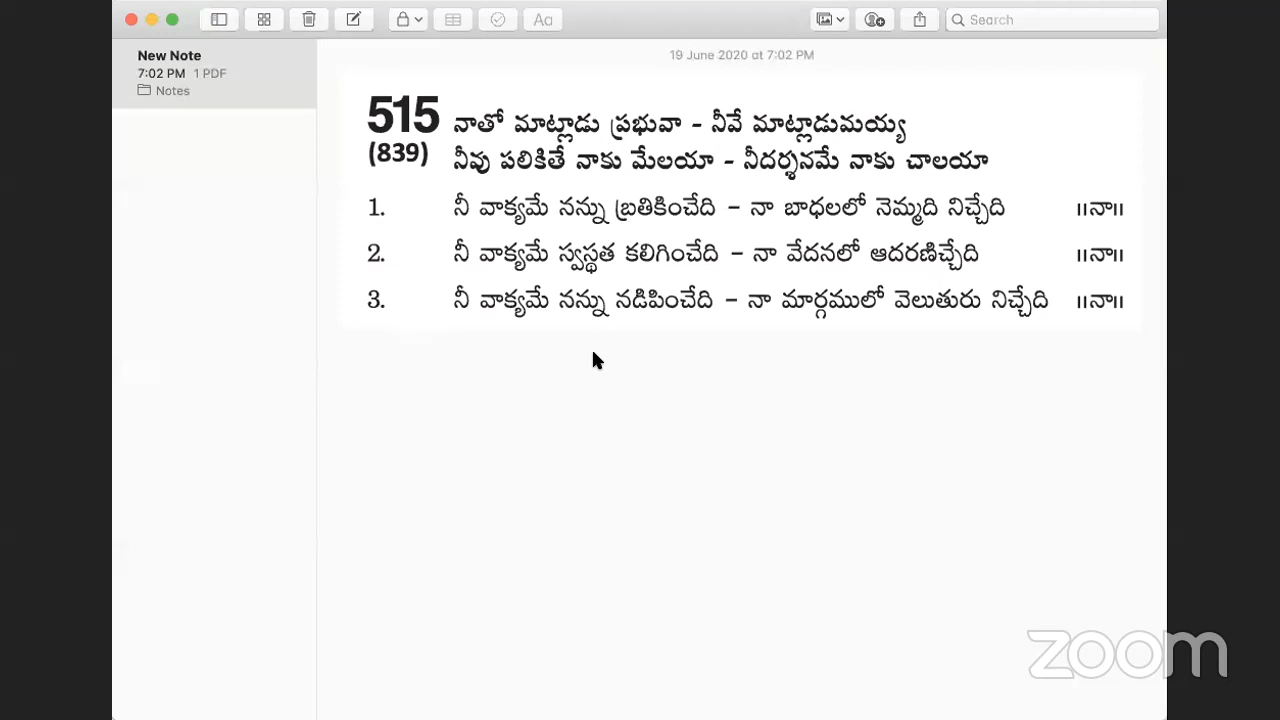 Aa
Search
New Note
7:02 PM 1 PDF
Notes
19 June 2020 at 7:02 PM
515 నాతో మాట్లాడు ప్రభువా - నీవే మాట్లాడుమయ్య
(839) నీవు పలికితే నాకు మేలయా - నీదర్శనమే నాకు చాలయా
1. నీ వాక్యమే నన్ను బ్రతికించేది - నా బాధలలో నెమ్మది నిచ్చేది ॥నా॥
2. నీ వాక్యమే స్వస్థత కలిగించేది - నా వేదనలో ఆదరణిచ్చేది ॥నా॥
3. నీ వాక్యమే నన్ను నడిపించేది - నా మార్గములో వెలుతురు నిచ్చేది ॥నా॥
zoom